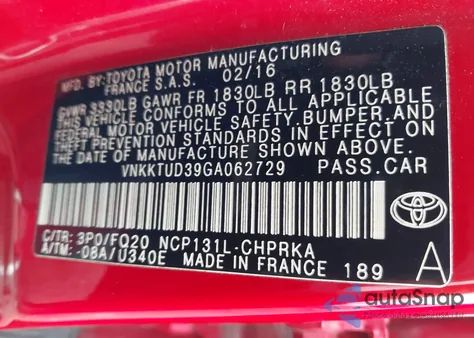 MFD. BY:TOYOTA MOTOR MANUFACTURING
FRANCE S.A.S. 02/16
GVWR 3330LB GAWR FR 1830LB RR 1830LB
THIS VEHICLE CONFORMS TO ALL APPLICABLE
FEDERAL MOTOR VEHICLE SAFETY,BUMPER,AND
THEFT PREVENTION STANDARDS IN EFFECT ON
THE DATE OF MANUFACTURE SHOWN ABOVE.
VNKKTUD39GA062729 PASS.CAR
C/TR: 3P0/FQ20 NCP131L-CHPRKA
A/TM: -08A/U340E MADE IN FRANCE 189
A
autoSnap